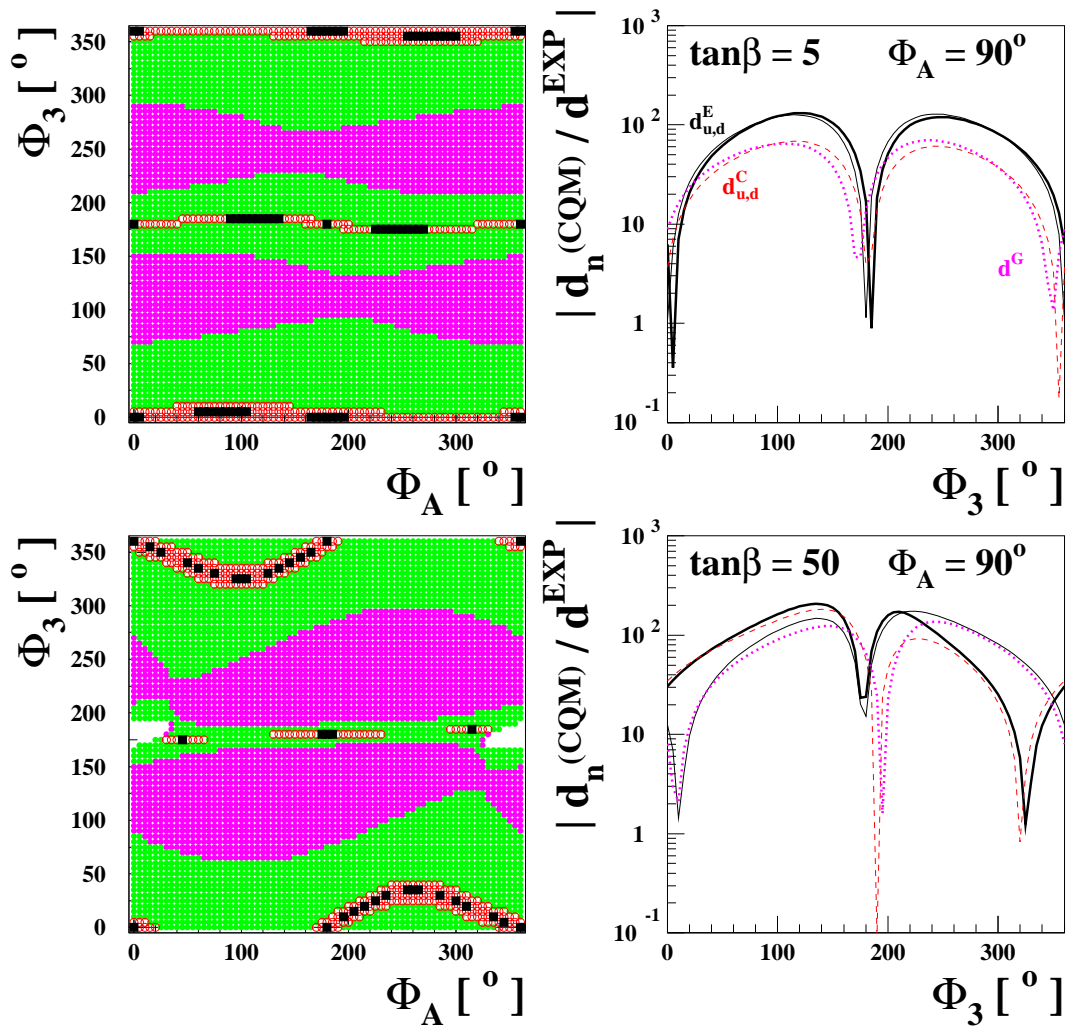 Φ3 [ o ]
350
300
250
200
150
100
50
0
0 100 200 300
ΦA [ o ]
| dn (CQM) / dEXP |
tanβ = 5 ΦA = 90o
dEu,d
dCu,d
dG
10 3
10 2
10
1
10 -1
0 100 200 300
Φ3 [ o ]
Φ3 [ o ]
350
300
250
200
150
100
50
0
0 100 200 300
ΦA [ o ]
| dn (CQM) / dEXP |
tanβ = 50 ΦA = 90o
10 3
10 2
10
1
10 -1
0 100 200 300
Φ3 [ o ]